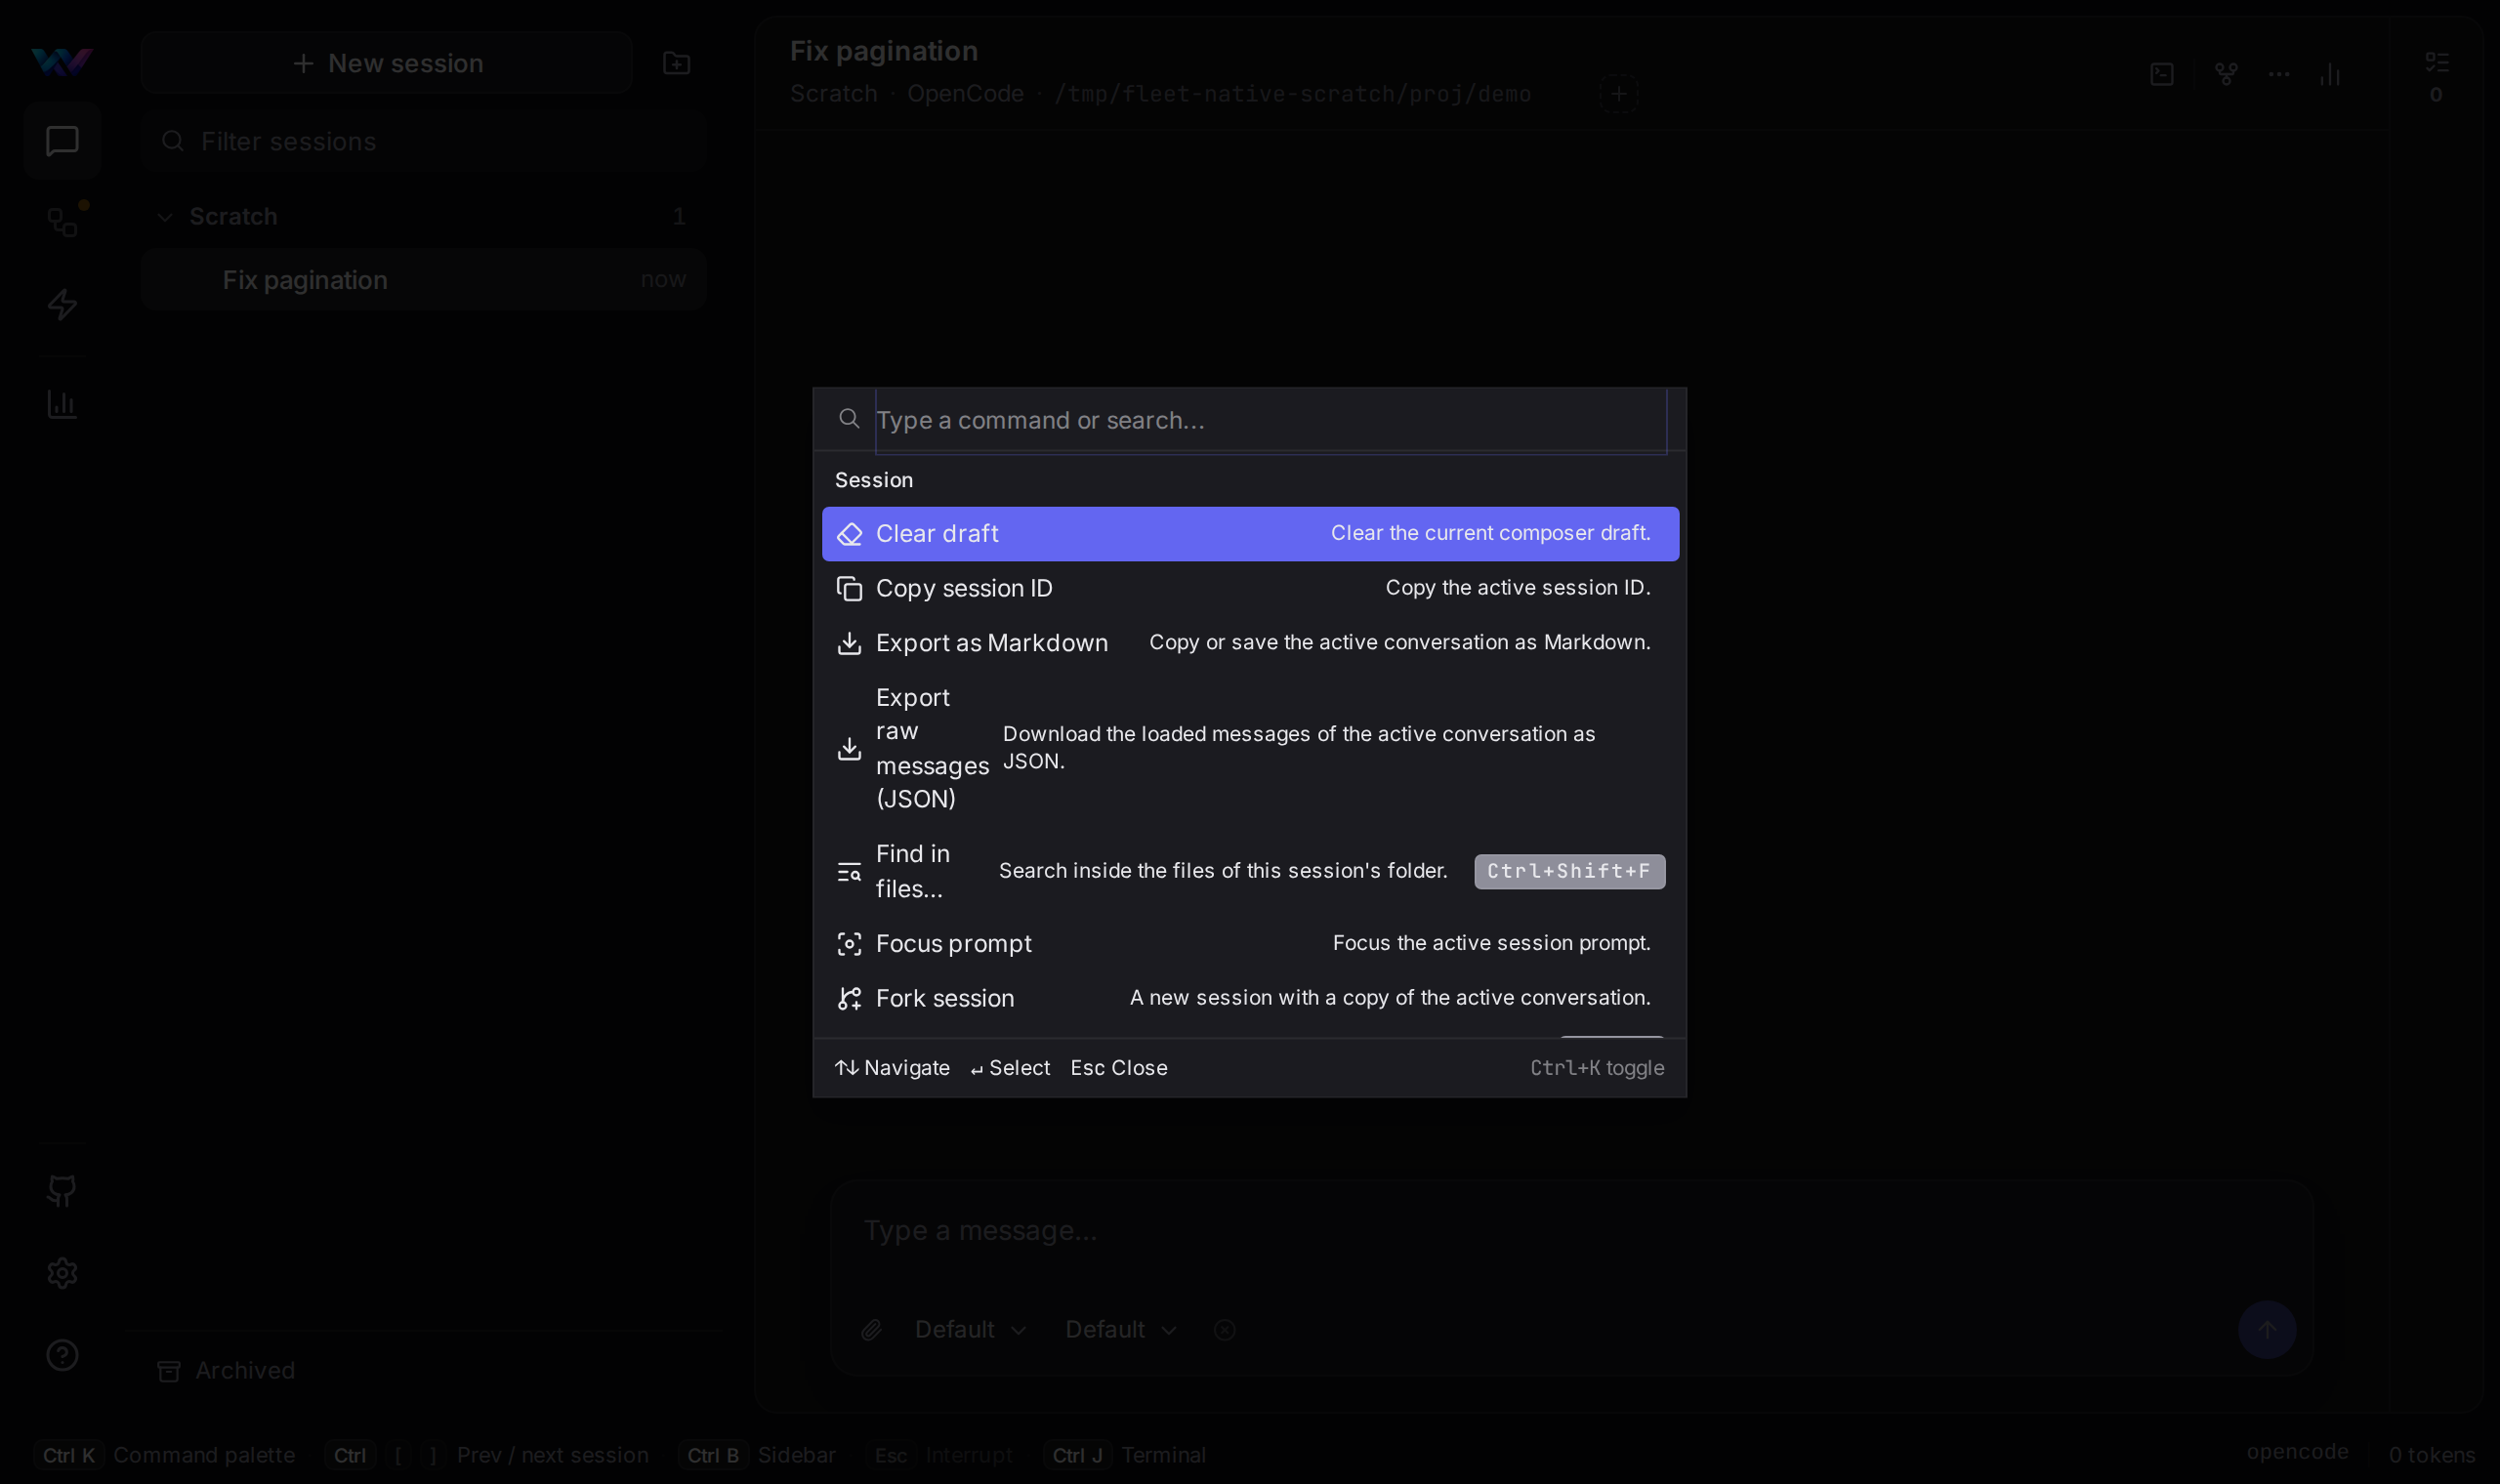 New session
Filter sessions
Scratch 1
Fix pagination now
Archived
Fix pagination
Scratch · OpenCode · /tmp/fleet-native-scratch/proj/demo
0
Type a command or search...
Session
Clear draft Clear the current composer draft.
Copy session ID Copy the active session ID.
Export as Markdown Copy or save the active conversation as Markdown.
Export
raw
messages
(JSON)
Download the loaded messages of the active conversation as
JSON.
Find in
files...
Search inside the files of this session's folder. Ctrl+Shift+F
Focus prompt Focus the active session prompt.
Fork session A new session with a copy of the active conversation.
↑↓ Navigate ↵ Select Esc Close Ctrl+K toggle
Type a message...
Default Default
Ctrl K Command palette Ctrl [ ] Prev / next session Ctrl B Sidebar Esc Interrupt Ctrl J Terminal opencode 0 tokens